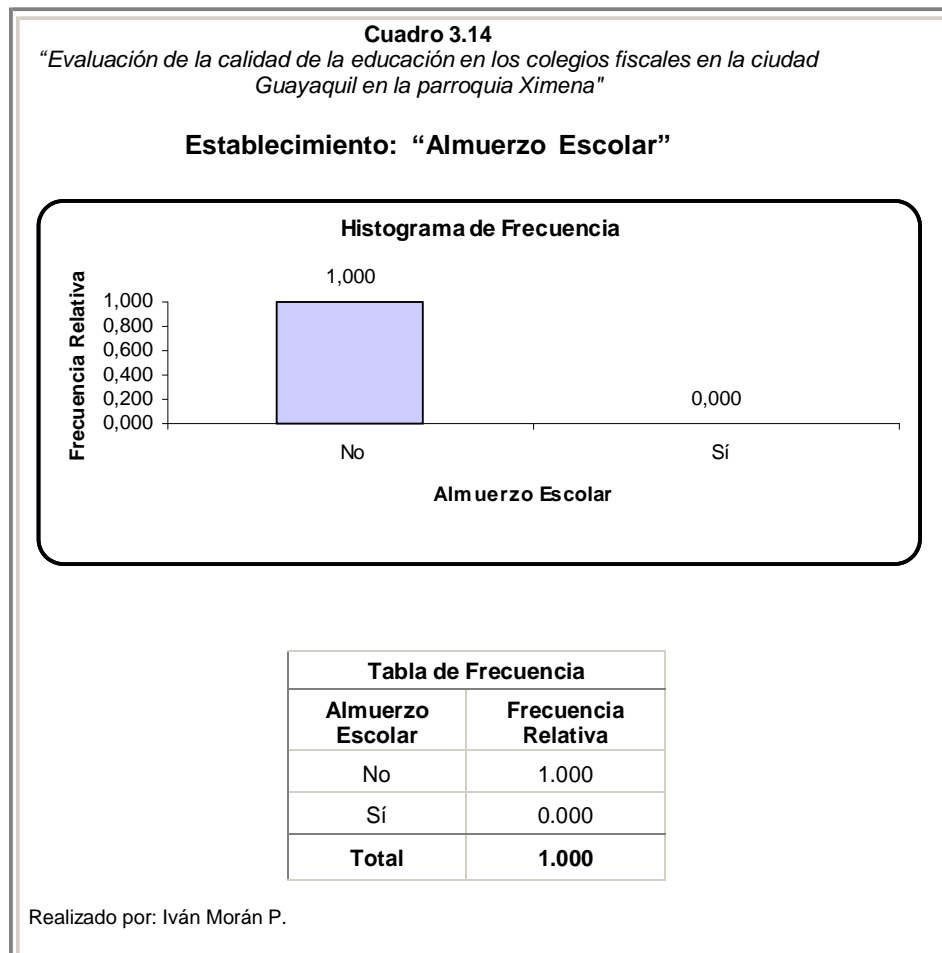 Cuadro 3.14
“Evaluación de la calidad de la educación en los colegios fiscales en la ciudad
Guayaquil en la parroquia Ximena"
Establecimiento: “Almuerzo Escolar”
Histograma de Frecuencia
Frecuencia Relativa
1,000
1,000
0,800
0,600
0,400
0,200
0,000
0,000
No
Sí
Almuerzo Escolar
Tabla de Frecuencia
Almuerzo
Escolar
Frecuencia
Relativa
No 1.000
Sí 0.000
Total 1.000
Realizado por: Iván Morán P.